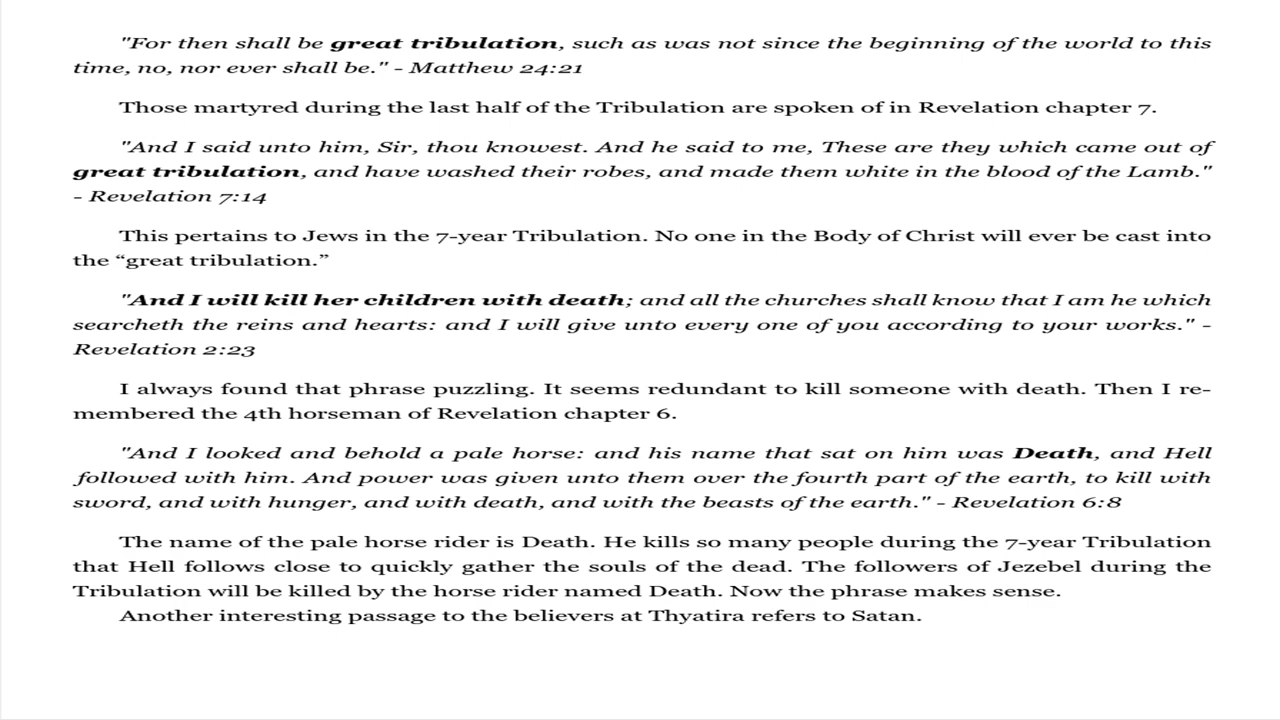 "For then shall be great tribulation, such as was not since the beginning of the world to this
time, no, nor ever shall be." - Matthew 24:21
Those martyred during the last half of the Tribulation are spoken of in Revelation chapter 7.
"And I said unto him, Sir, thou knowest. And he said to me, These are they which came out of
great tribulation, and have washed their robes, and made them white in the blood of the Lamb."
- Revelation 7:14
This pertains to Jews in the 7-year Tribulation. No one in the Body of Christ will ever be cast into
the “great tribulation.”
"And I will kill her children with death; and all the churches shall know that I am he which
searcheth the reins and hearts: and I will give unto every one of you according to your works." -
Revelation 2:23
I always found that phrase puzzling. It seems redundant to kill someone with death. Then I re-
membered the 4th horseman of Revelation chapter 6.
"And I looked and behold a pale horse: and his name that sat on him was Death, and Hell
followed with him. And power was given unto them over the fourth part of the earth, to kill with
sword, and with hunger, and with death, and with the beasts of the earth." - Revelation 6:8
The name of the pale horse rider is Death. He kills so many people during the 7-year Tribulation
that Hell follows close to quickly gather the souls of the dead. The followers of Jezebel during the
Tribulation will be killed by the horse rider named Death. Now the phrase makes sense.
Another interesting passage to the believers at Thyatira refers to Satan.